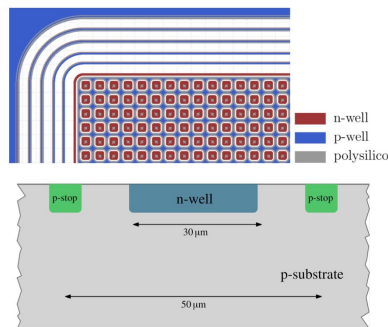 n-well
p-well
polysilico
p-stop
n-well
p-stop
30 µm
p-substrate
50 µm